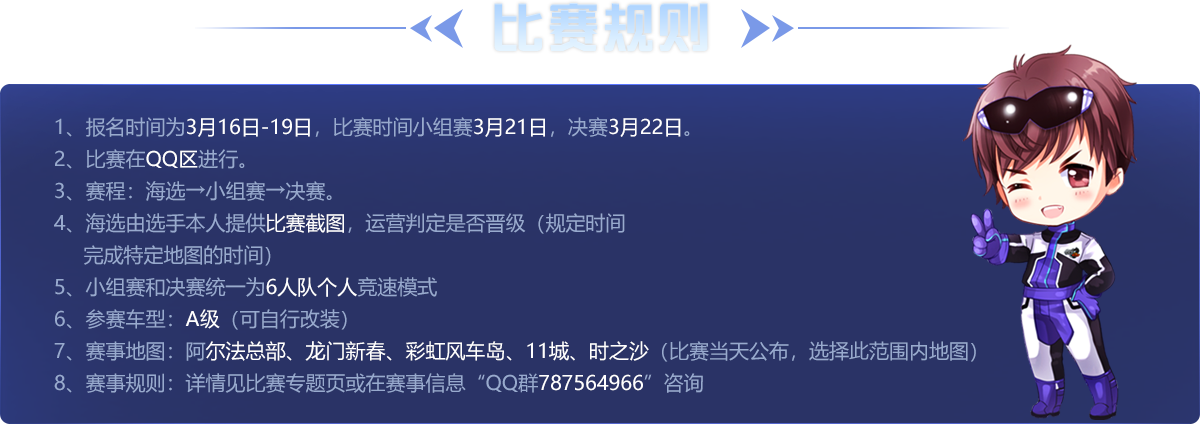 比赛规则
1、报名时间为3月16日-19日，比赛时间小组赛3月21日，决赛3月22日。
2、比赛在QQ区进行。
3、赛程：海选→小组赛→决赛。
4、海选由选手本人提供比赛截图，运营判定是否晋级（规定时间
完成特定地图的时间）
5、小组赛和决赛统一为6人队个人竞速模式
6、参赛车型：A级（可自行改装）
7、赛事地图：阿尔法总部、龙门新春、彩虹风车岛、11城、时之沙（比赛当天公布，选择此范围内地图）
8、赛事规则：详情见比赛专题页或在赛事信息“QQ群787564966”咨询